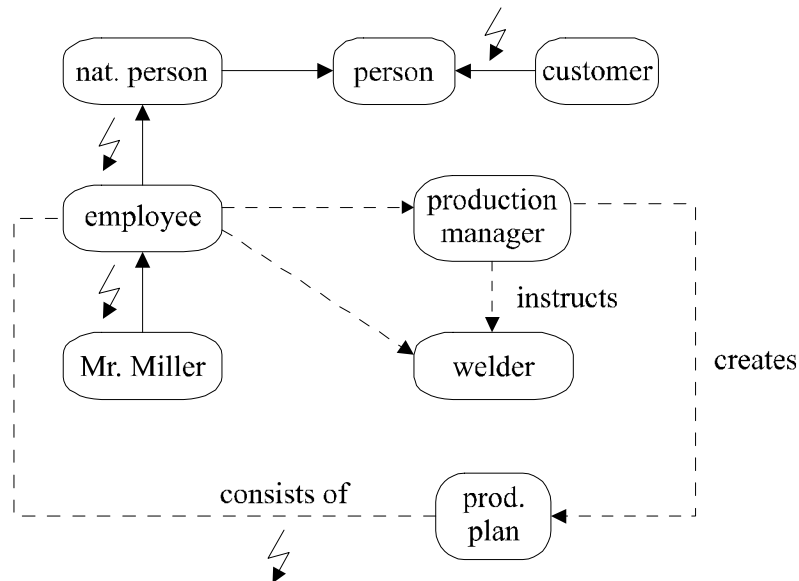 nat. person
person
customer
employee
production
manager
instructs
Mr. Miller
welder
creates
consists of
prod.
plan